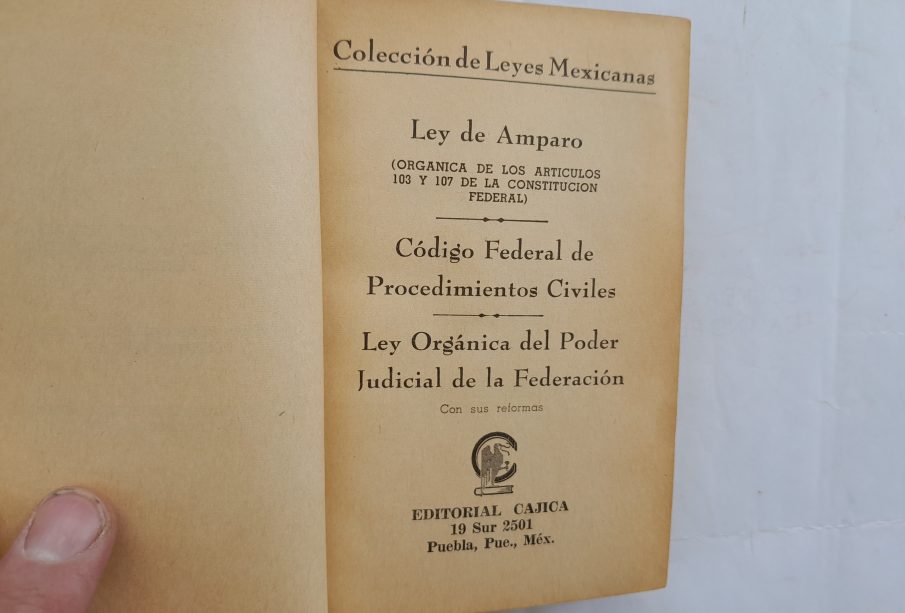 Colección de Leyes Mexicanas
Ley de Amparo
(ORGANICA DE LOS ARTICULOS
103 Y 107 DE LA CONSTITUCION
FEDERAL)
Código Federal de
Procedimientos Civiles
Ley Orgánica del Poder
Judicial de la Federación
Con sus reformas
EDITORIAL CAJICA
19 Sur 2501
Puebla, Pue., Méx.